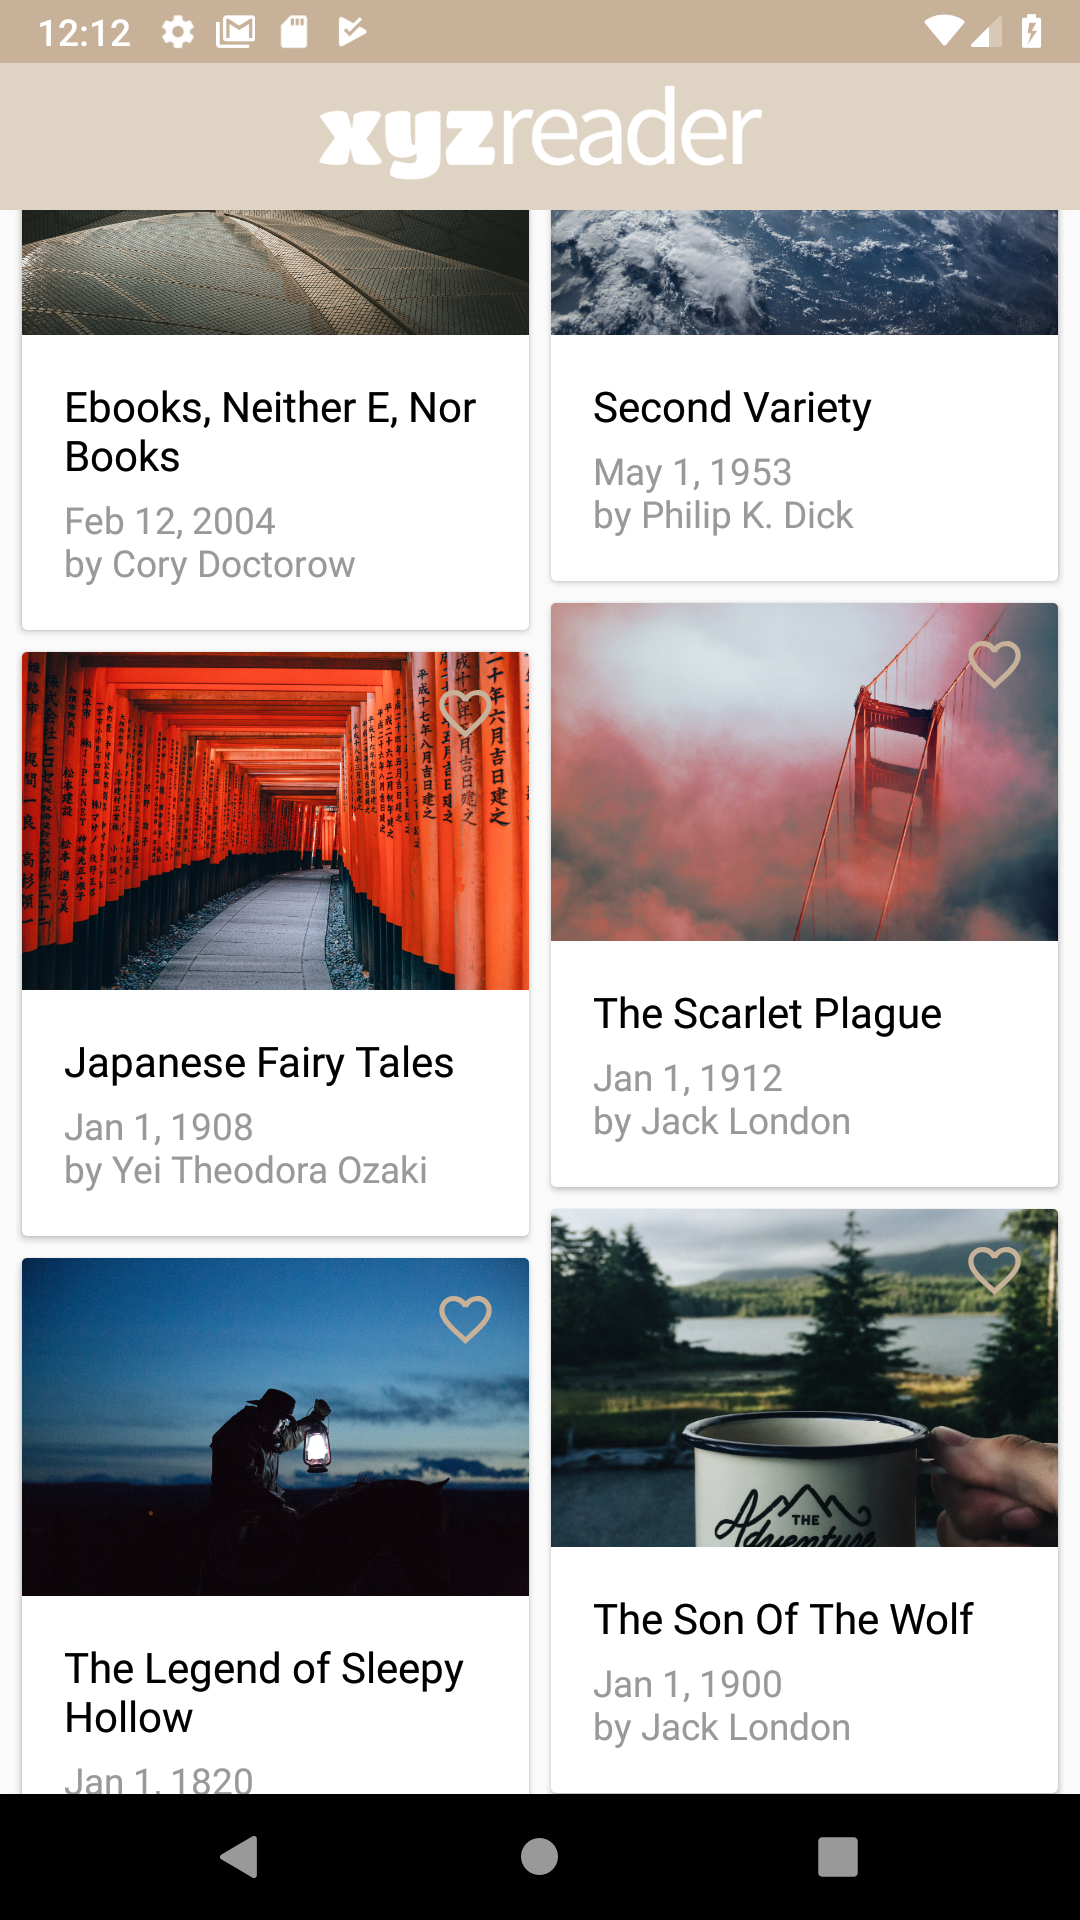 12:12
xyzreader
Ebooks, Neither E, Nor
Books
Feb 12, 2004
by Cory Doctorow
Second Variety
May 1, 1953
by Philip K. Dick
Japanese Fairy Tales
Jan 1, 1908
by Yei Theodora Ozaki
The Scarlet Plague
Jan 1, 1912
by Jack London
THE
Adventure
The Legend of Sleepy
Hollow
Jan 1, 1820
The Son Of The Wolf
Jan 1, 1900
by Jack London